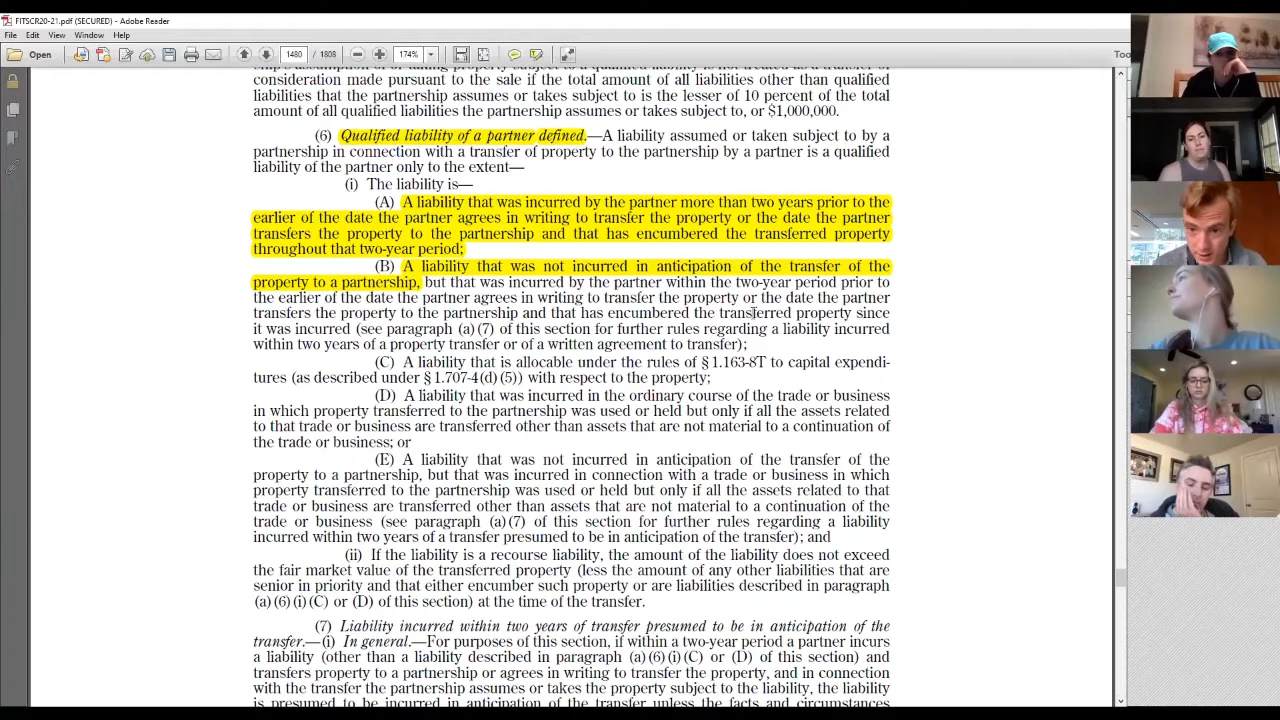 FITSCR20-21.pdf (SECURED) - Adobe Reader
File Edit View Window Help
Open 1480 / 1808 174% Too
consideration made pursuant to the sale if the total amount of all liabilities other than qualified
liabilities that the partnership assumes or takes subject to is the lesser of 10 percent of the total
amount of all qualified liabilities the partnership assumes or takes subject to, or $1,000,000.
(6) Qualified liability of a partner defined.—A liability assumed or taken subject to by a
partnership in connection with a transfer of property to the partnership by a partner is a qualified
liability of the partner only to the extent—
(i) The liability is—
(A) A liability that was incurred by the partner more than two years prior to the
earlier of the date the partner agrees in writing to transfer the property or the date the partner
transfers the property to the partnership and that has encumbered the transferred property
throughout that two-year period;
(B) A liability that was not incurred in anticipation of the transfer of the
property to a partnership, but that was incurred by the partner within the two-year period prior to
the earlier of the date the partner agrees in writing to transfer the property or the date the partner
transfers the property to the partnership and that has encumbered the transferred property since
it was incurred (see paragraph (a)(7) of this section for further rules regarding a liability incurred
within two years of a property transfer or of a written agreement to transfer);
(C) A liability that is allocable under the rules of § 1.163-8T to capital expendi-
tures (as described under § 1.707-4(d)(5)) with respect to the property;
(D) A liability that was incurred in the ordinary course of the trade or business
in which property transferred to the partnership was used or held but only if all the assets related
to that trade or business are transferred other than assets that are not material to a continuation of
the trade or business; or
(E) A liability that was not incurred in anticipation of the transfer of the
property to a partnership, but that was incurred in connection with a trade or business in which
property transferred to the partnership was used or held but only if all the assets related to that
trade or business are transferred other than assets that are not material to a continuation of the
trade or business (see paragraph (a)(7) of this section for further rules regarding a liability
incurred within two years of a transfer presumed to be in anticipation of the transfer); and
(ii) If the liability is a recourse liability, the amount of the liability does not exceed
the fair market value of the transferred property (less the amount of any other liabilities that are
senior in priority and that either encumber such property or are liabilities described in paragraph
(a)(6)(i)(C) or (D) of this section) at the time of the transfer.
(7) Liability incurred within two years of transfer presumed to be in anticipation of the
transfer.—(i) In general.—For purposes of this section, if within a two-year period a partner incurs
a liability (other than a liability described in paragraph (a)(6)(i)(C) or (D) of this section) and
transfers property to a partnership or agrees in writing to transfer the property, and in connection
with the transfer the partnership assumes or takes the property subject to the liability, the liability
is presumed to be incurred in anticipation of the transfer unless the facts and circumstances